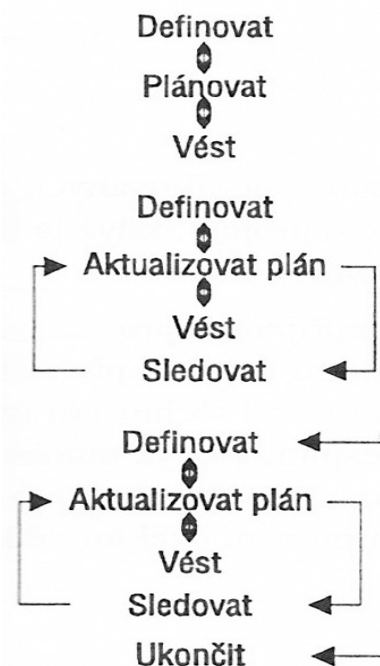 Definovat
Plánovat
Vést
Definovat
Aktualizovat plán
Vést
Sledovat
Definovat
Aktualizovat plán
Vést
Sledovat
Ukončit